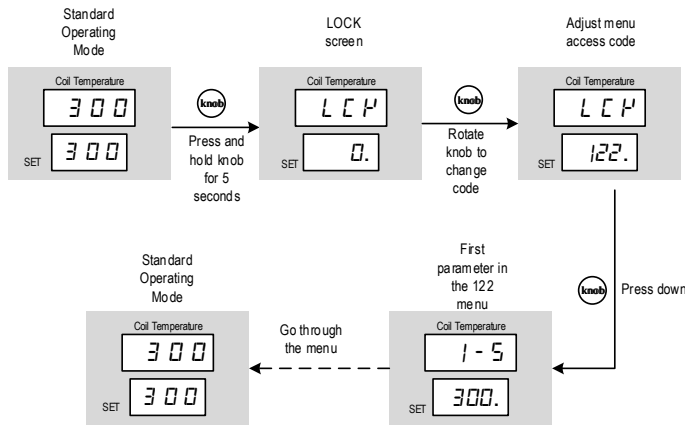 Standard
Operating
Mode
LOCK
screen
Adjust menu
access code
Coil Temperature
300
SET 300
knob
Press and
hold knob
for 5
seconds
Coil Temperature
LCK
SET 0.
knob
Rotate
knob to
change
code
Coil Temperature
LCK
SET 122.
knob
Press down
First
parameter in
the 122
menu
Coil Temperature
1-5
SET 300.
Go through
the menu
Standard
Operating
Mode
Coil Temperature
300
SET 300